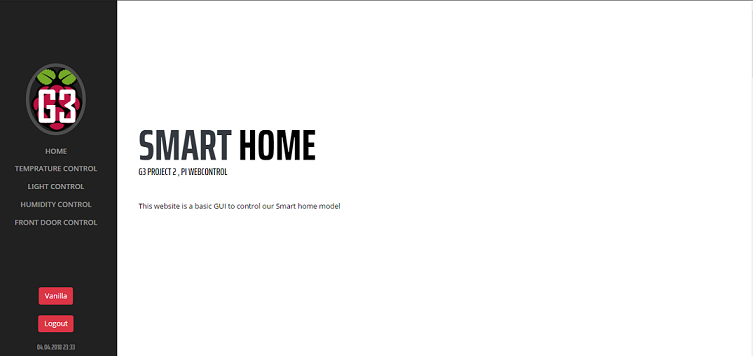 G3
HOME
TEMPRATURE CONTROL
LIGHT CONTROL
HUMIDITY CONTROL
FRONT DOOR CONTROL
Vanilla
Logout
04.04.2018 23:33
SMART HOME
G3 PROJECT 2 , PI WEBCONTROL
This website is a basic GUI to control our Smart home model